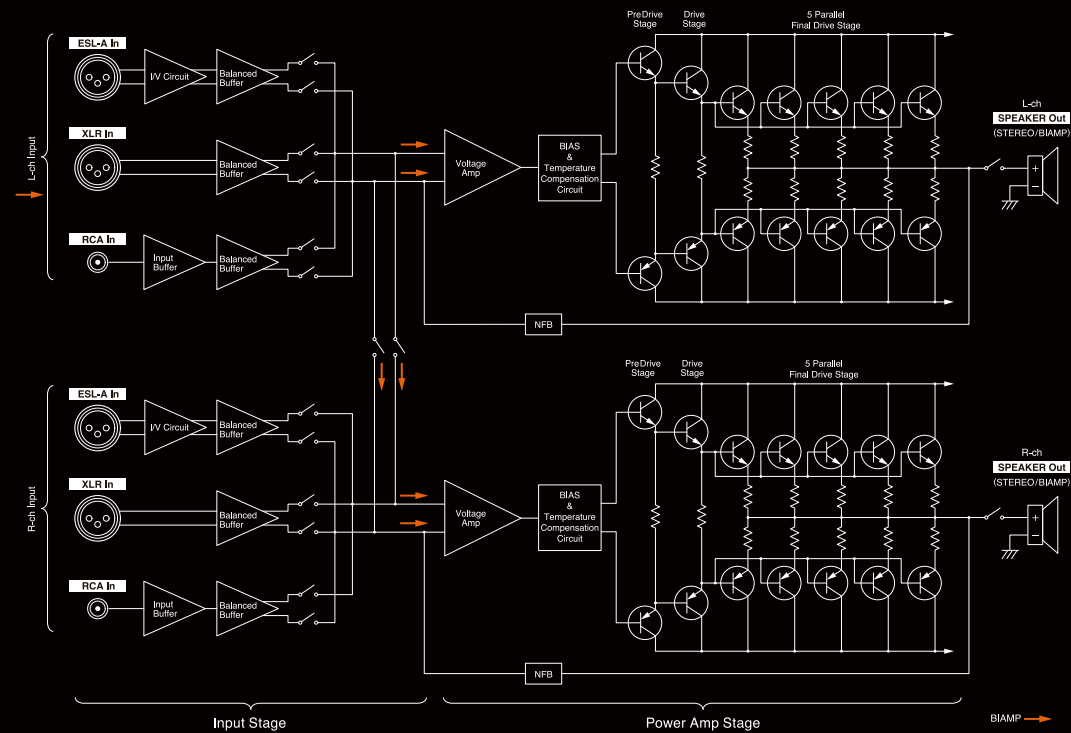 PreDrive
Stage
Drive
Stage
5 Parallel
Final Drive Stage
L-ch Input
ESL-A In
I/V Circuit
Balanced
Buffer
XLR In
Balanced
Buffer
RCA In
Input
Buffer
Balanced
Buffer
Voltage
Amp
BIAS
&
Temperature
Compensation
Circuit
L-ch
SPEAKER Out
(STEREO/BIAMP)
+
−
NFB
PreDrive
Stage
Drive
Stage
5 Parallel
Final Drive Stage
R-ch Input
ESL-A In
I/V Circuit
Balanced
Buffer
XLR In
Balanced
Buffer
RCA In
Input
Buffer
Balanced
Buffer
Voltage
Amp
BIAS
&
Temperature
Compensation
Circuit
R-ch
SPEAKER Out
(STEREO/BIAMP)
+
−
NFB
Input Stage
Power Amp Stage
BIAMP